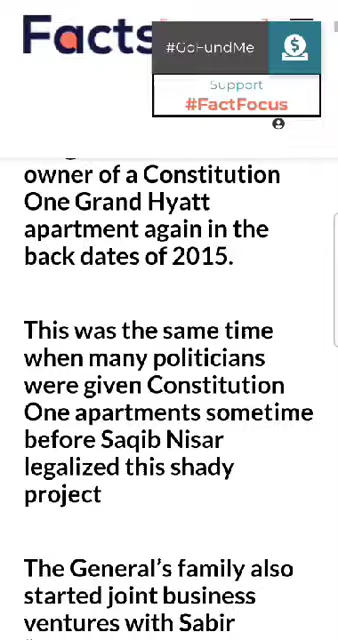 Facts
#GoFundMe
Support
#FactFocus
owner of a Constitution
One Grand Hyatt
apartment again in the
back dates of 2015.
This was the same time
when many politicians
were given Constitution
One apartments sometime
before Saqib Nisar
legalized this shady
project
The General's family also
started joint business
ventures with Sabir